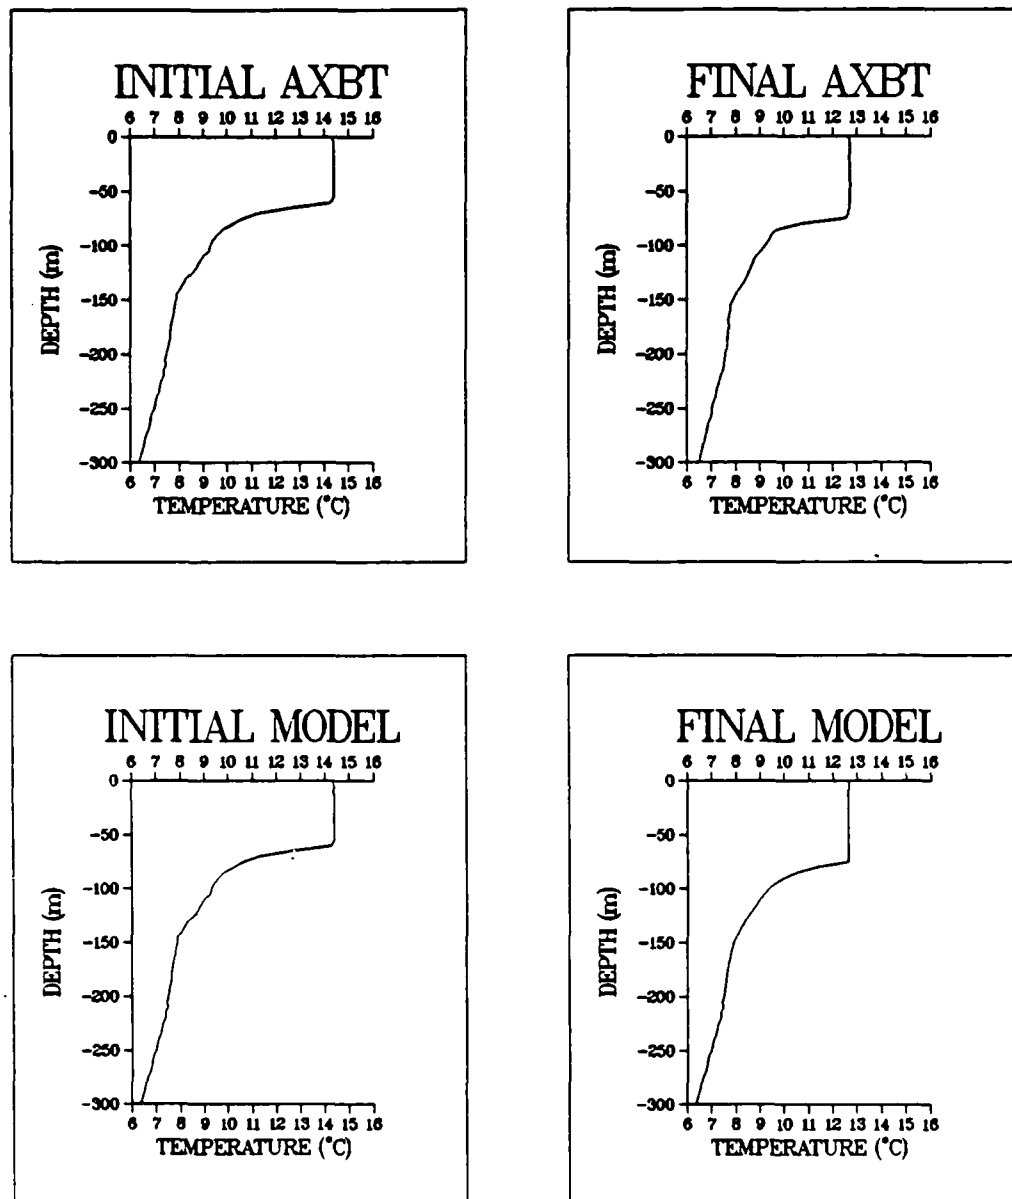 INITIAL AXBT
6 7 8 9 10 11 12 13 14 15 16
0
-50
-100
-150
-200
-250
-300
DEPTH (m)
6 7 8 9 10 11 12 13 14 15 16
TEMPERATURE (°C)
FINAL AXBT
6 7 8 9 10 11 12 13 14 15 16
0
-50
-100
-150
-200
-250
-300
DEPTH (m)
6 7 8 9 10 11 12 13 14 15 16
TEMPERATURE (°C)
INITIAL MODEL
6 7 8 9 10 11 12 13 14 15 16
0
-50
-100
-150
-200
-250
-300
DEPTH (m)
6 7 8 9 10 11 12 13 14 15 16
TEMPERATURE (°C)
FINAL MODEL
6 7 8 9 10 11 12 13 14 15 16
0
-50
-100
-150
-200
-250
-300
DEPTH (m)
6 7 8 9 10 11 12 13 14 15 16
TEMPERATURE (°C)